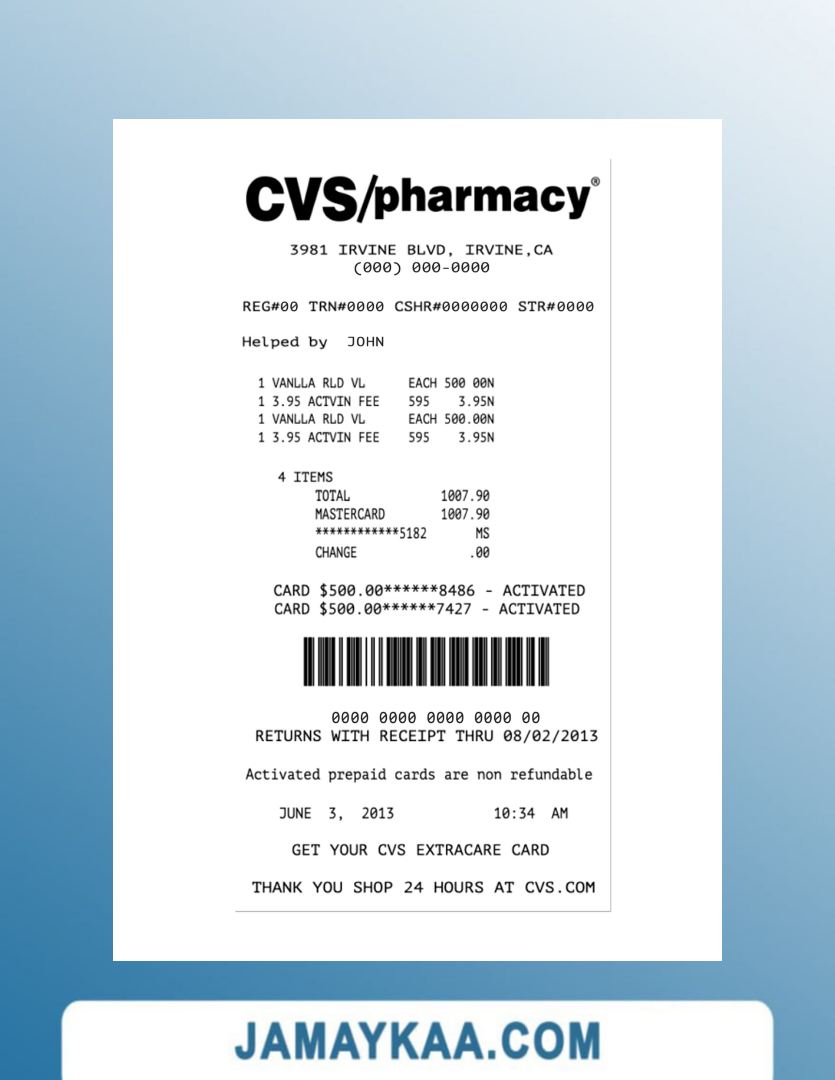 CVS/pharmacy®
3981 IRVINE BLVD, IRVINE,CA
(000) 000-0000
REG#00 TRN#0000 CSHR#0000000 STR#0000
Helped by JOHN
1 VANLLA RLD VL EACH 500 00N
1 3.95 ACTVIN FEE 595 3.95N
1 VANLLA RLD VL EACH 500.00N
1 3.95 ACTVIN FEE 595 3.95N
4 ITEMS
TOTAL 1007.90
MASTERCARD 1007.90
************5182 MS
CHANGE .00
CARD $500.00******8486 - ACTIVATED
CARD $500.00******7427 - ACTIVATED
0000 0000 0000 0000 00
RETURNS WITH RECEIPT THRU 08/02/2013
Activated prepaid cards are non refundable
JUNE 3, 2013 10:34 AM
GET YOUR CVS EXTRACARE CARD
THANK YOU SHOP 24 HOURS AT CVS.COM
JAMAYKAA.COM